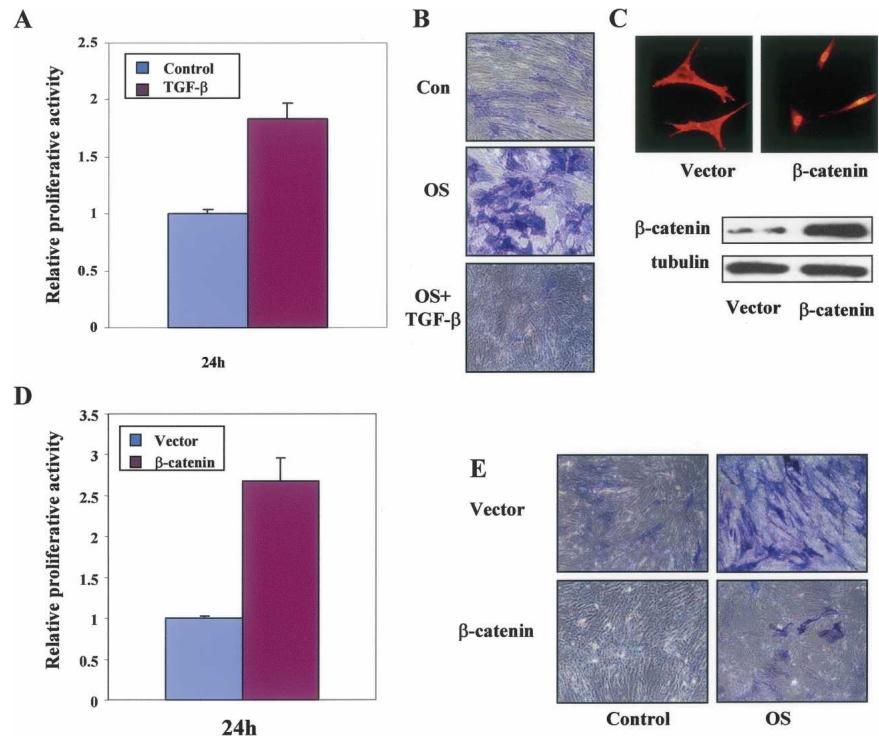 A
Relative proliferative activity
2.5
2
1.5
1
0.5
0
Control
TGF-β
24h
B
Con
OS
OS+
TGF-β
C
Vector
β-catenin
β-catenin
tubulin
Vector
β-catenin
D
Relative proliferative activity
3.5
3
2.5
2
1.5
1
0.5
0
Vector
β-catenin
24h
E
Vector
β-catenin
Control
OS